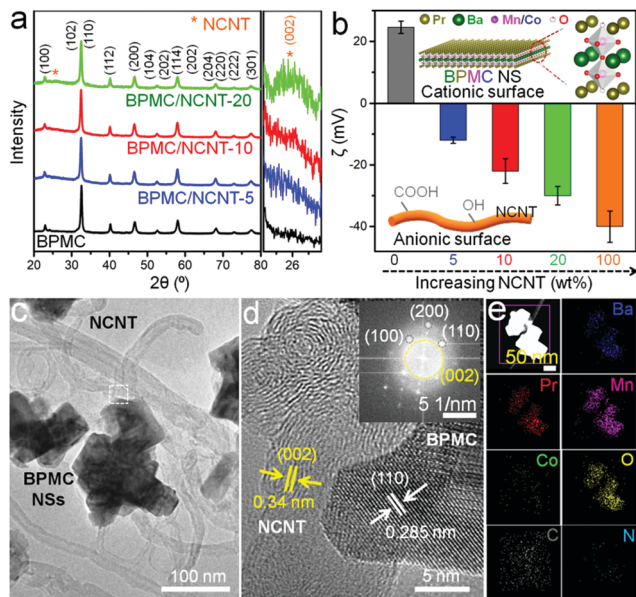 a
* NCNT
(102) (110)
(100)
*
(112)
(200)
(104)
(202)
(114)
(202)
(204)
(220)
(222)
(301)
*
(002)
BPMC/NCNT-20
BPMC/NCNT-10
BPMC/NCNT-5
BPMC
Intensity
20 30 40 50 60 70 80 26
2θ (º)
b
Pr Ba Mn/Co O
BPMC NS
Cationic surface
20
0
-20
-40
ζ (mV)
COOH
OH
NCNT
Anionic surface
0 5 10 20 100
Increasing NCNT (wt%)
c
NCNT
BPMC
NSs
100 nm
d
(200)
(100)
(110)
(002)
5 1/nm
BPMC
(002)
0.34 nm
NCNT
(110)
0.285 nm
5 nm
e
50 nm
Ba
Pr
Mn
Co
O
C
N